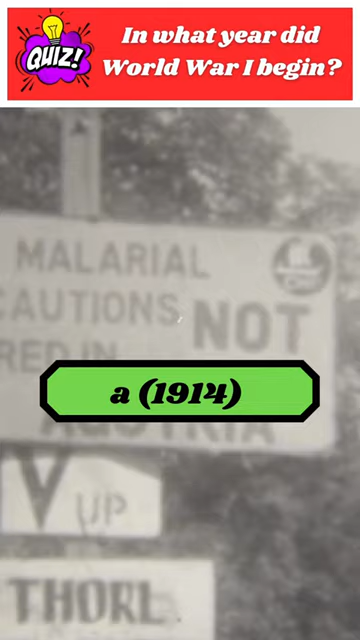 QUIZ!
In what year did
World War I begin?
MALARIAL
CAUTIONS NOT
RED IN
a (1914)
AUSTRIA
V UP
THORL